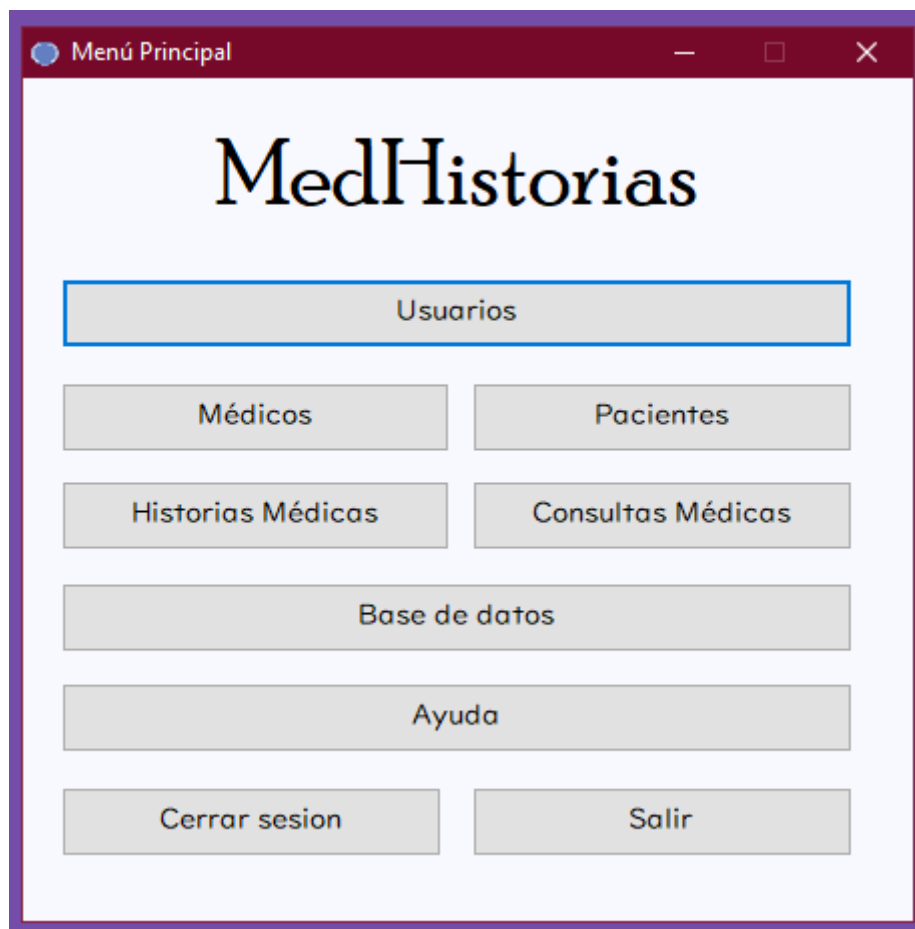 Menú Principal
MedHistorias
Usuarios
Médicos Pacientes
Historias Médicas Consultas Médicas
Base de datos
Ayuda
Cerrar sesion Salir